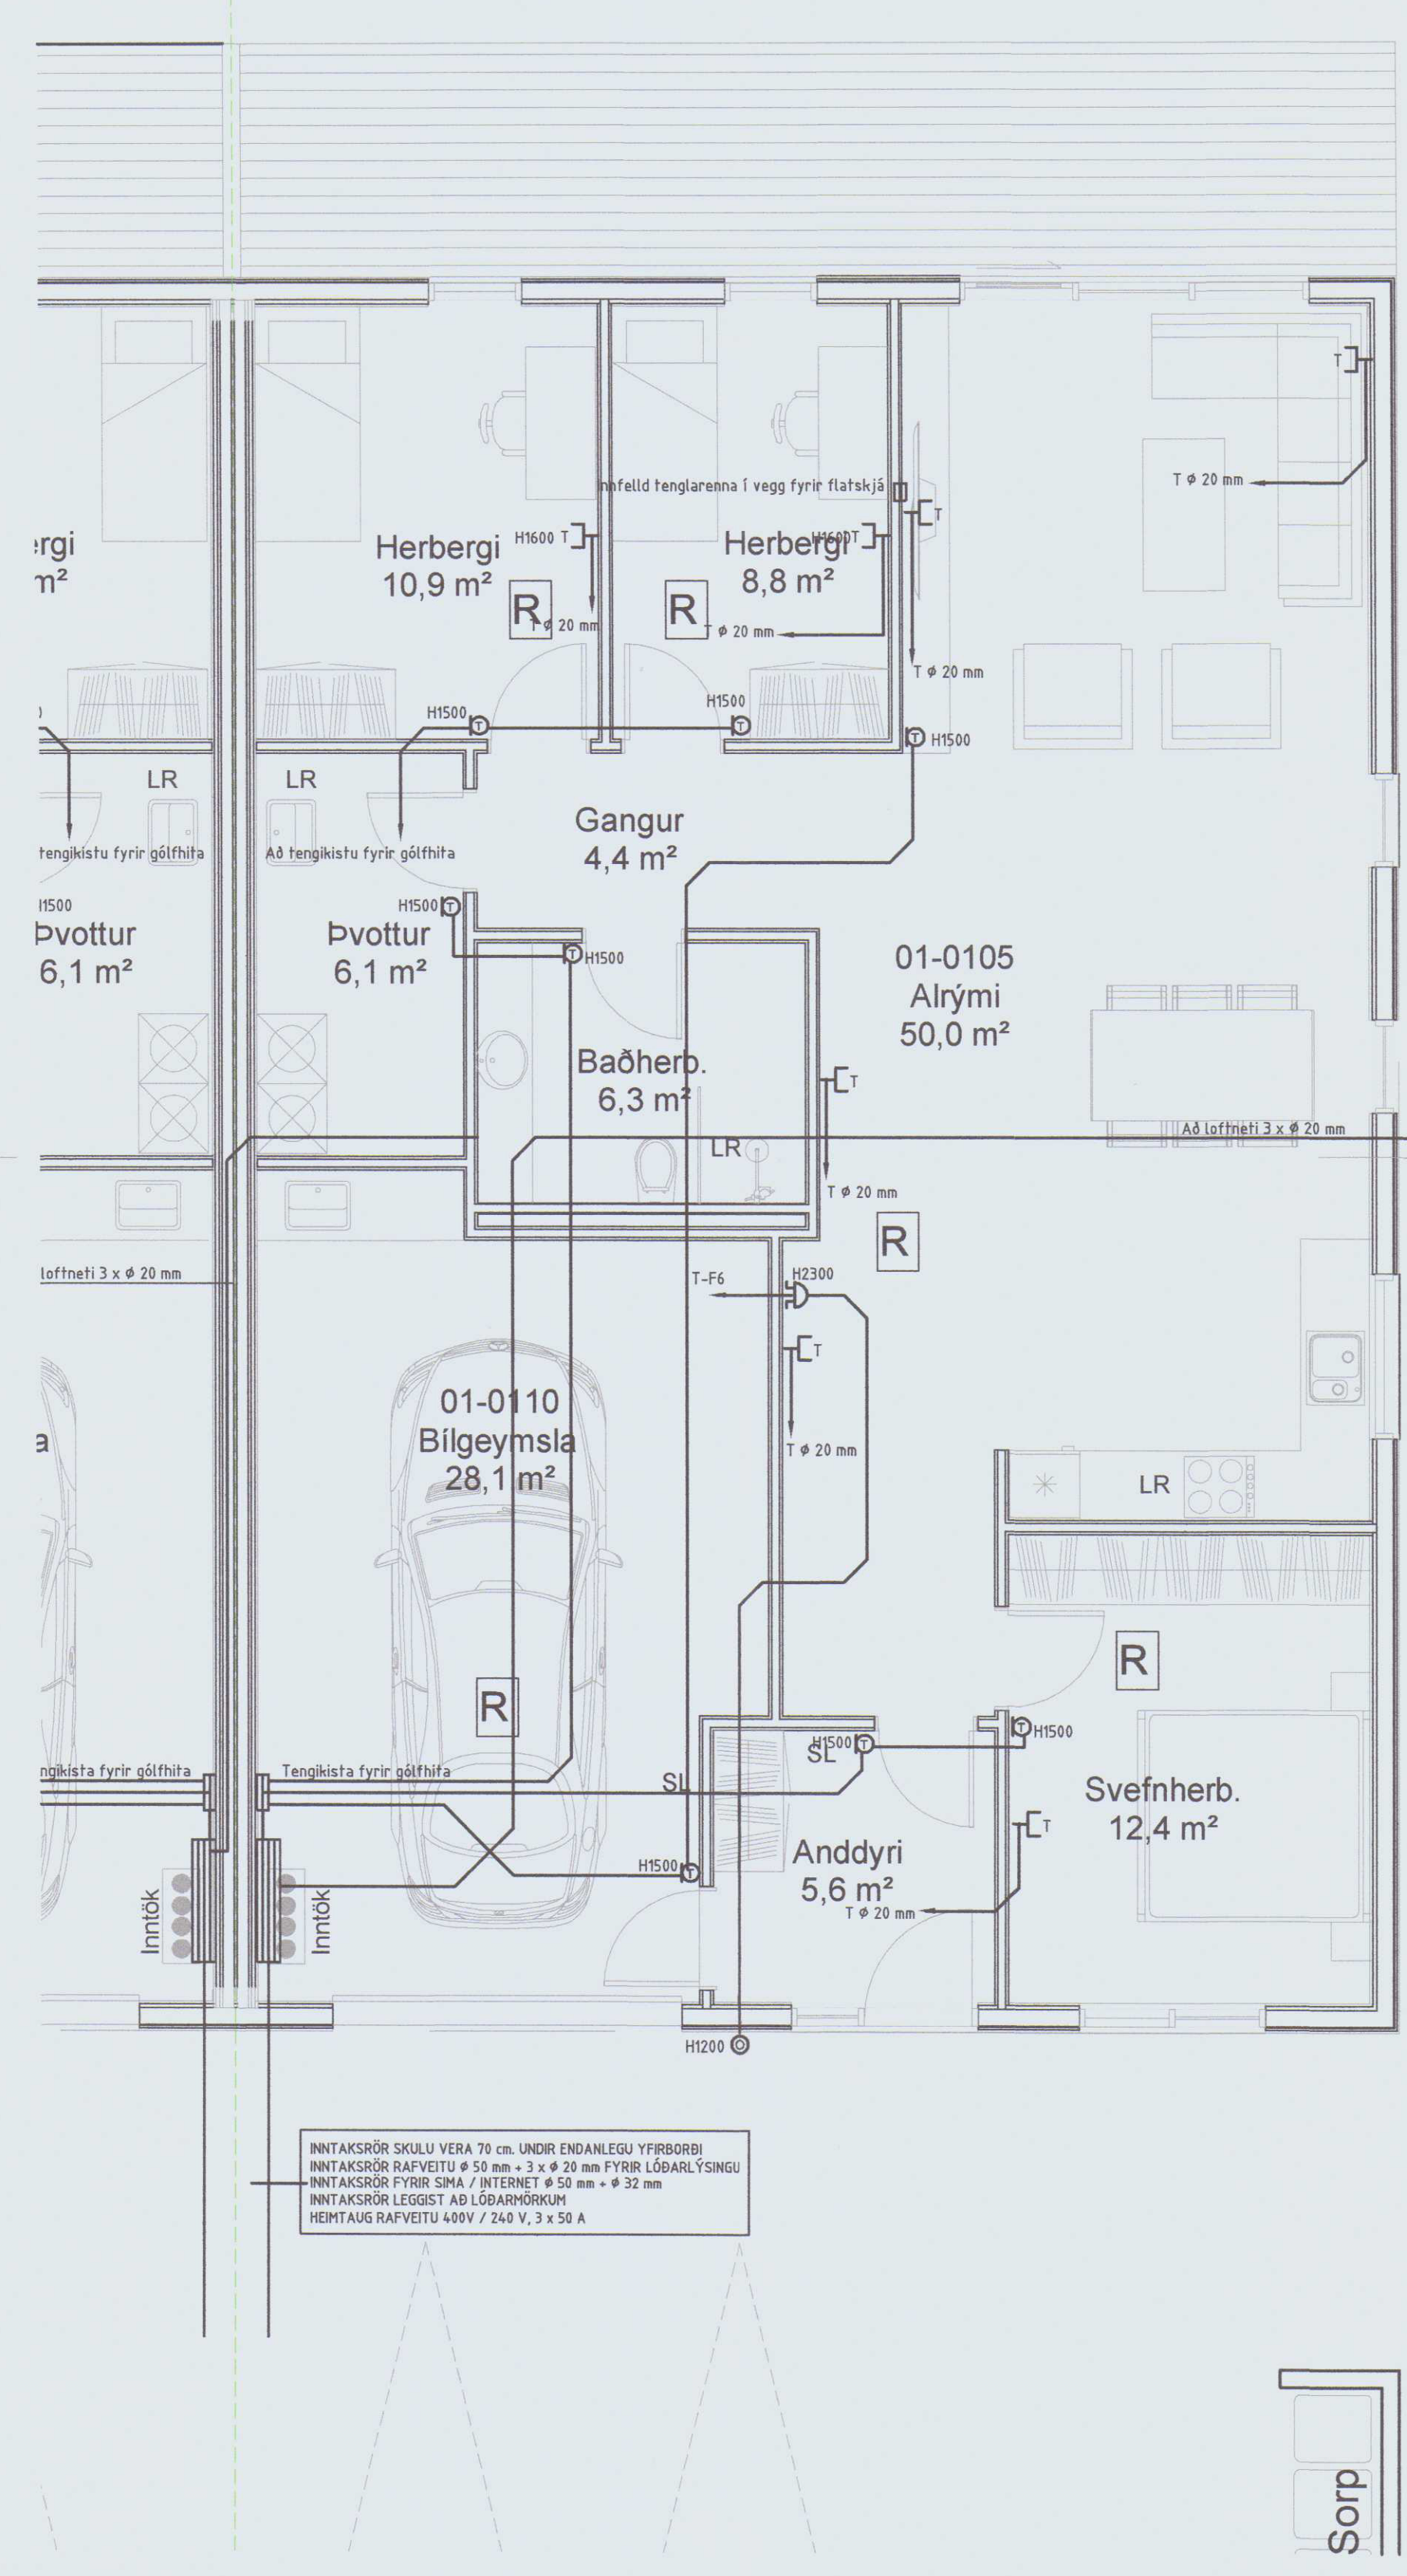 T
T ø 20 mm
Innfelld tenglarenna í vegg fyrir flatskjá
T
Herbergi
10,9 m²
H1600 T
R
T ø 20 mm
Herbergi
8,8 m²
H1600T
R
T ø 20 mm
T ø 20 mm
rgi
m²
H1500 T
H1500
T
T H1500
LR
LR
tengikistu fyrir gólfhita
Að tengikistu fyrir gólfhita
Gangur
4,4 m²
H1500
Þvottur
6,1 m²
H1500 T
Þvottur
6,1 m²
T H1500
01-0105
Alrými
50,0 m²
Baðherb.
6,3 m²
LR
T
T ø 20 mm
Að loftneti 3 x ø 20 mm
R
loftneti 3 x ø 20 mm
T-F6
H2300
T
T ø 20 mm
01-0110
Bílgeymsla
28,1 m²
a
LR
R
R
H1500 T
SL
T H1500
ngikista fyrir gólfhita
Tengikista fyrir gólfhita
SL
Svefnherb.
12,4 m²
T
Anddyri
5,6 m²
T ø 20 mm
H1500 T
Inntök
Inntök
H1200
INNTAKSRÖR SKULU VERA 70 cm. UNDIR ENDANLEGU YFIRBORÐI
INNTAKSRÖR RAFVEITU ø 50 mm + 3 x ø 20 mm FYRIR LÓÐARLÝSINGU
INNTAKSRÖR FYRIR SIMA / INTERNET ø 50 mm + ø 32 mm
INNTAKSRÖR LEGGIST AÐ LÓÐARMÖRKUM
HEIMTAUG RAFVEITU 400V / 240 V, 3 x 50 A
Sorp